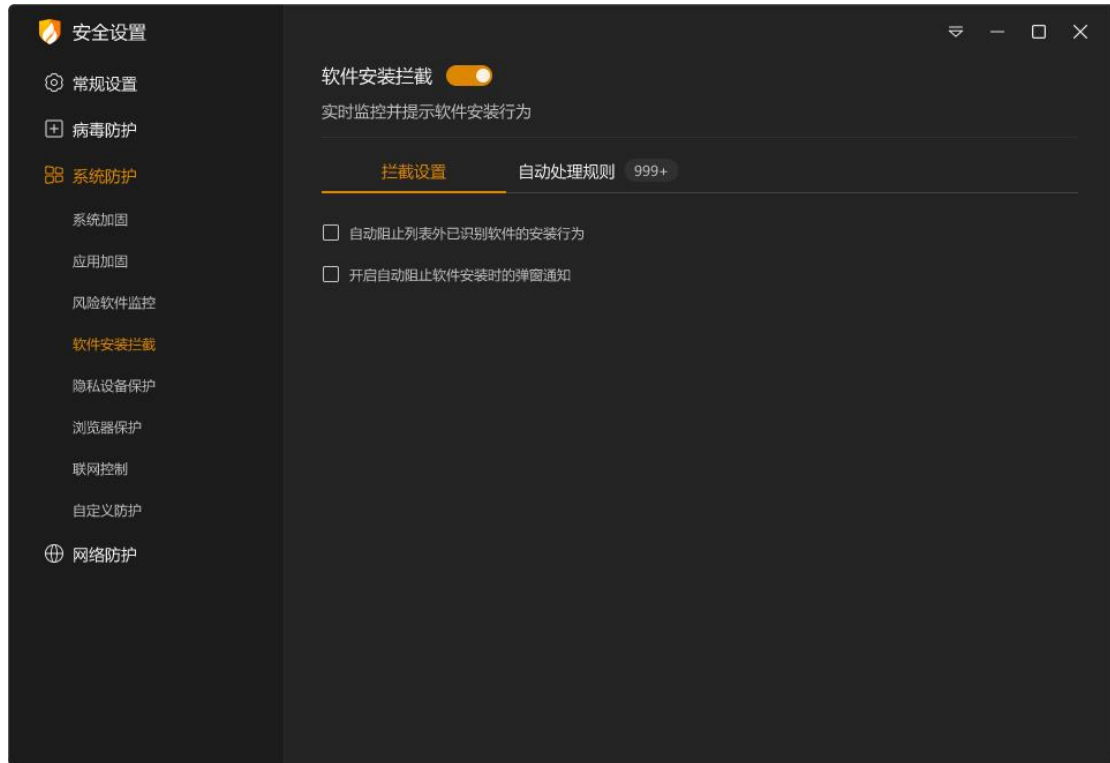 安全设置
常规设置
病毒防护
系统防护
系统加固
应用加固
风险软件监控
软件安装拦截
隐私设备保护
浏览器保护
联网控制
自定义防护
网络防护
软件安装拦截
实时监控并提示软件安装行为
拦截设置 自动处理规则 999+
自动阻止列表外已识别软件的安装行为
开启自动阻止软件安装时的弹窗通知